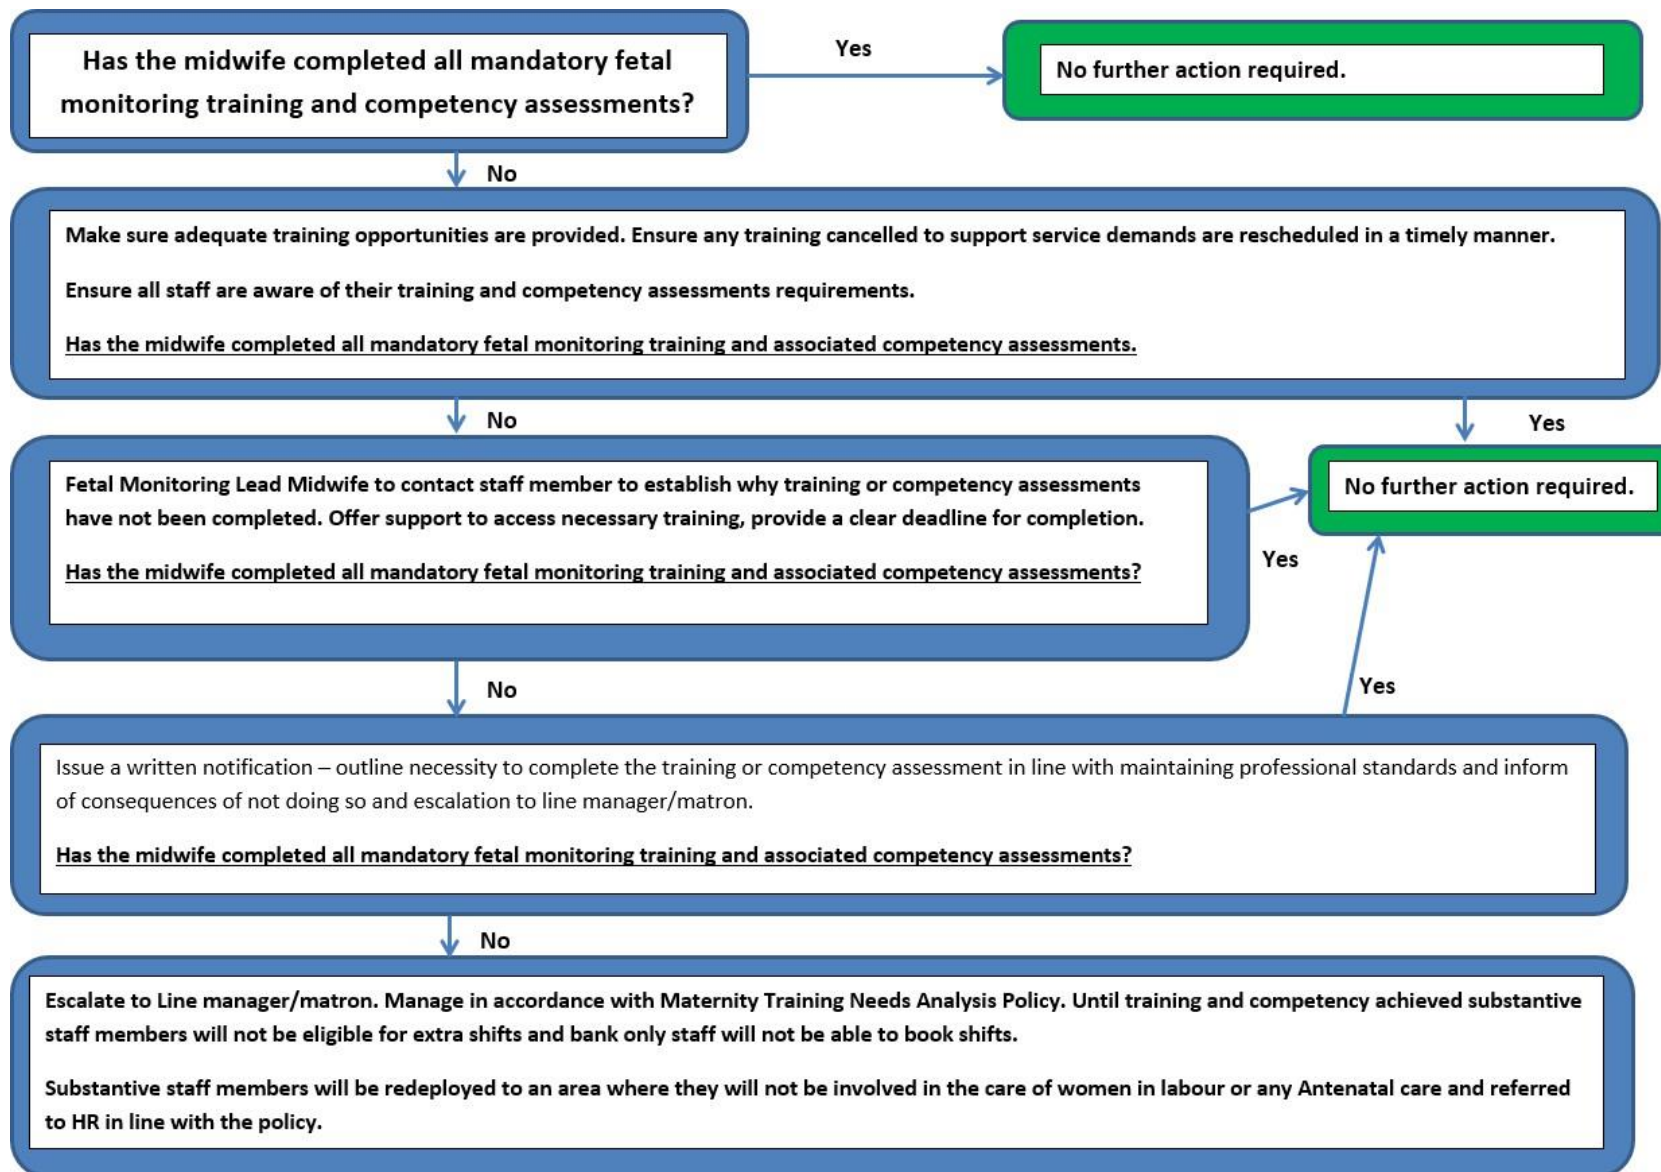 Has the midwife completed all mandatory fetal
monitoring training and competency assessments?
Yes
No further action required.
No
Make sure adequate training opportunities are provided. Ensure any training cancelled to support service demands are rescheduled in a timely manner.
Ensure all staff are aware of their training and competency assessments requirements.
Has the midwife completed all mandatory fetal monitoring training and associated competency assessments.
No
Yes
Fetal Monitoring Lead Midwife to contact staff member to establish why training or competency assessments
have not been completed. Offer support to access necessary training, provide a clear deadline for completion.
Has the midwife completed all mandatory fetal monitoring training and associated competency assessments?
No further action required.
Yes
No
Yes
Issue a written notification – outline necessity to complete the training or competency assessment in line with maintaining professional standards and inform
of consequences of not doing so and escalation to line manager/matron.
Has the midwife completed all mandatory fetal monitoring training and associated competency assessments?
No
Escalate to Line manager/matron. Manage in accordance with Maternity Training Needs Analysis Policy. Until training and competency achieved substantive
staff members will not be eligible for extra shifts and bank only staff will not be able to book shifts.
Substantive staff members will be redeployed to an area where they will not be involved in the care of women in labour or any Antenatal care and referred
to HR in line with the policy.